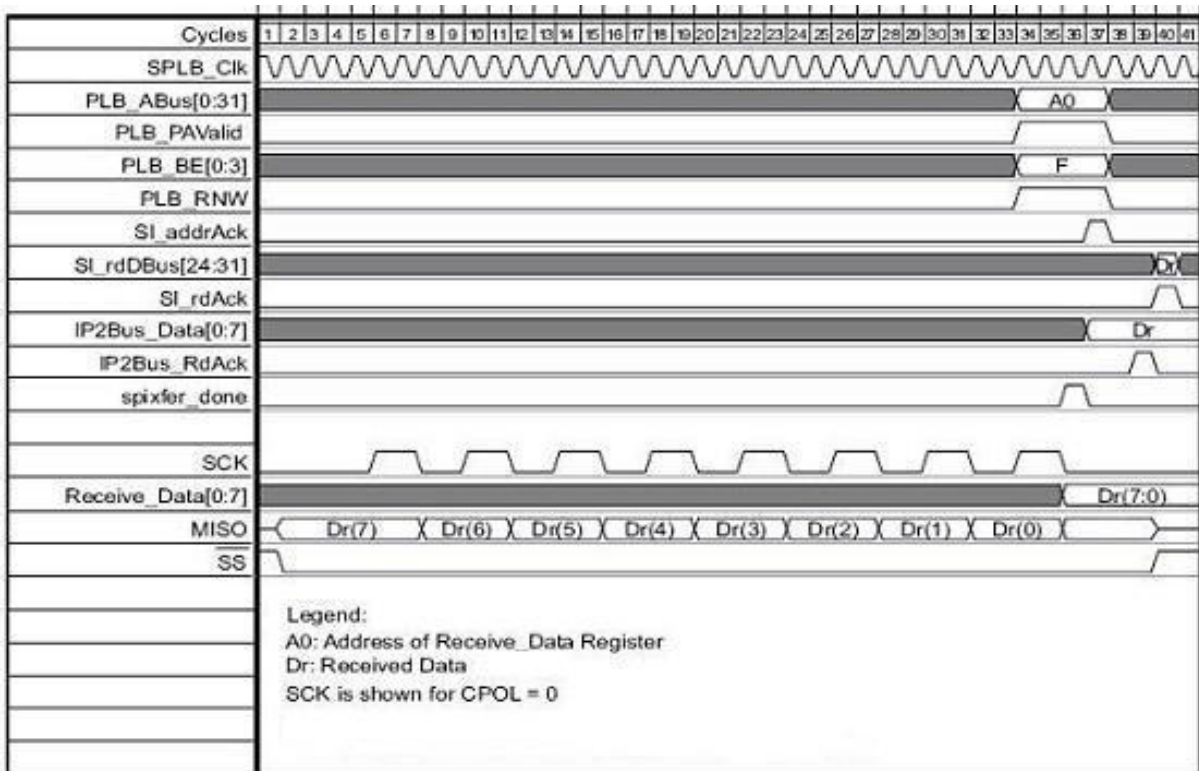 Cycles 1 2 3 4 5 6 7 8 9 10 11 12 13 14 15 16 17 18 19 20 21 22 23 24 25 26 27 28 29 30 31 32 33 34 35 36 37 38 39 40 41
SPLB_Clk
PLB_ABus[0:31] A0
PLB_PAValid
PLB_BE[0:3] F
PLB_RNW
Sl_addrAck
Sl_rdDBus[24:31] Dr
Sl_rdAck
IP2Bus_Data[0:7] Dr
IP2Bus_RdAck
spixfer_done
SCK
Receive_Data[0:7] Dr(7:0)
MISO Dr(7) Dr(6) Dr(5) Dr(4) Dr(3) Dr(2) Dr(1) Dr(0)
SS
Legend:
A0: Address of Receive_Data Register
Dr: Received Data
SCK is shown for CPOL = 0